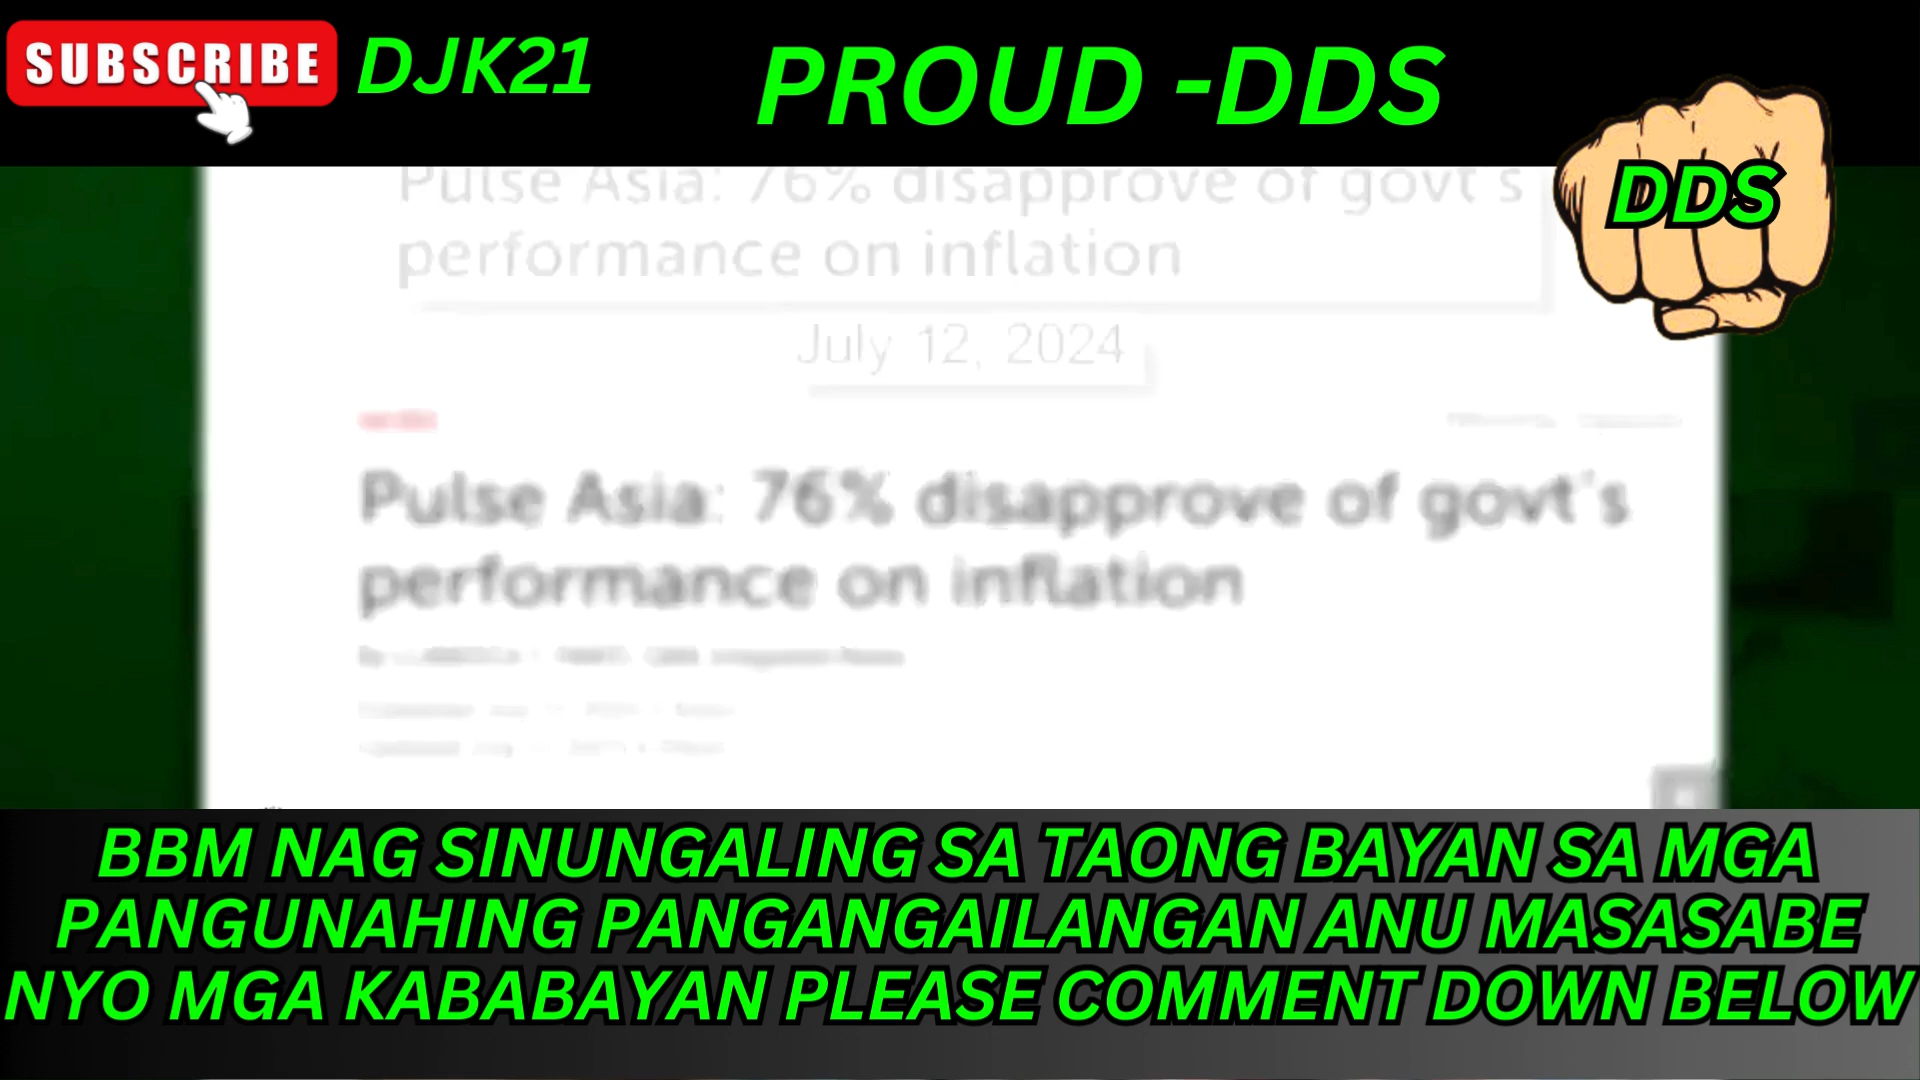 SUBSCRIBE DJK21 PROUD -DDS
DDS
Pulse Asia: 76% disapprove of govt's
performance on inflation
July 12, 2024
Pulse Asia: 76% disapprove of govt's
performance on inflation
BBM NAG SINUNGALING SA TAONG BAYAN SA MGA
PANGUNAHING PANGANGAILANGAN ANU MASASABE
NYO MGA KABABAYAN PLEASE COMMENT DOWN BELOW